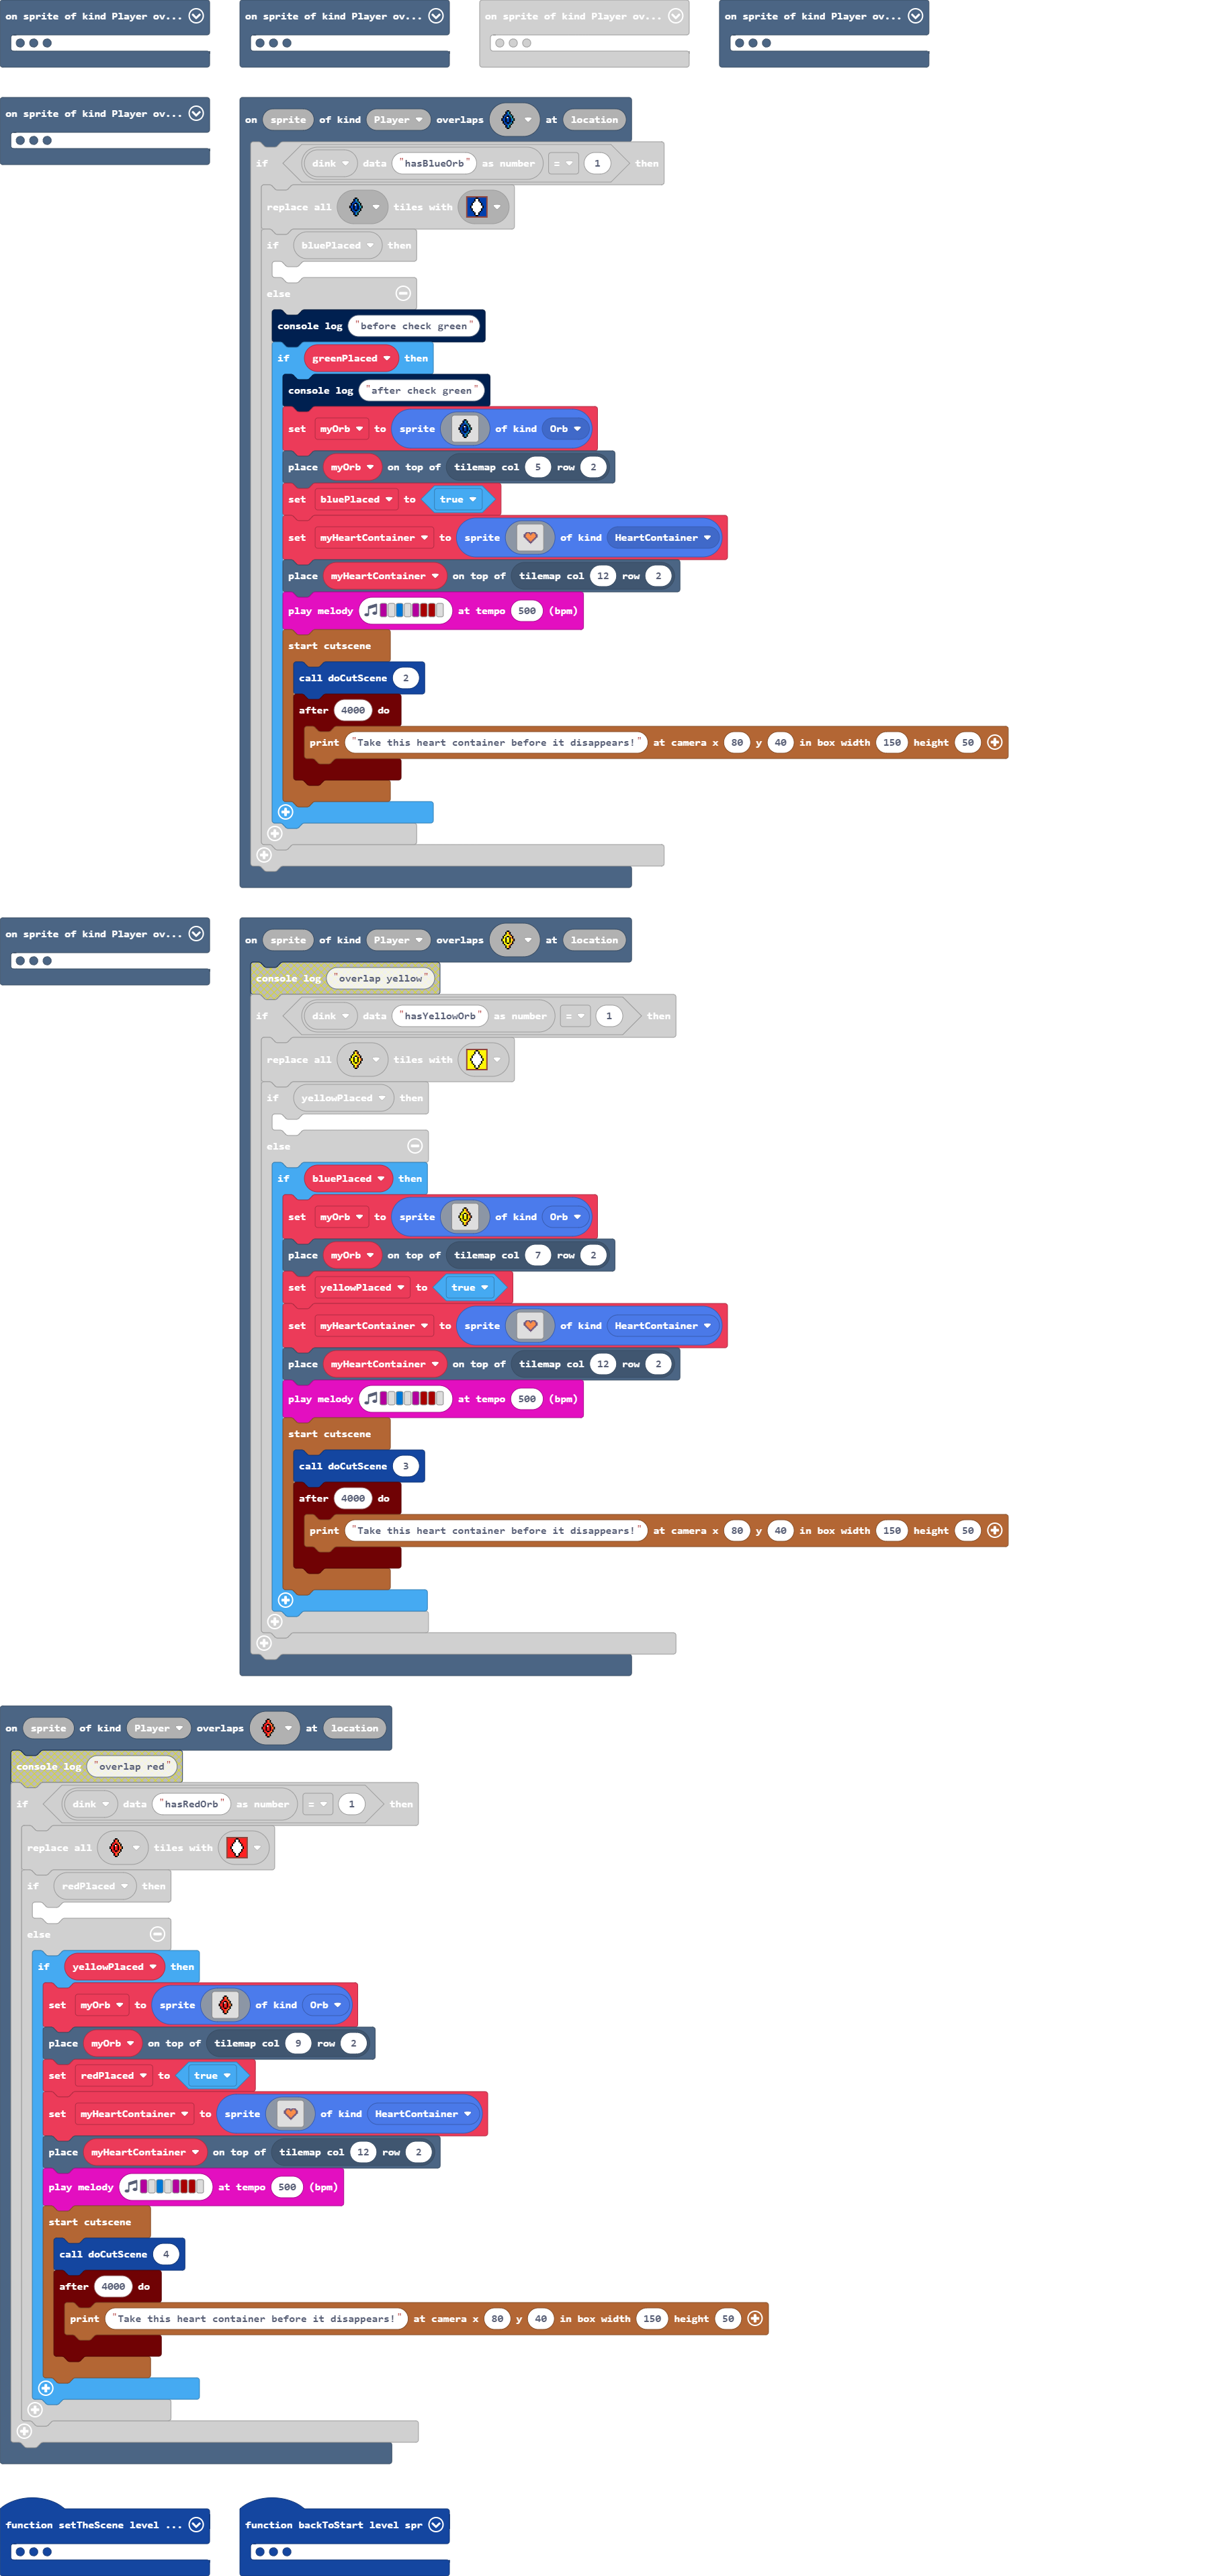 on sprite of kind Player ov...
on sprite of kind Player ov...
on sprite of kind Player ov...
on sprite of kind Player ov...
on sprite of kind Player ov...
on sprite of kind Player overlaps at location
if dink data "hasBlueOrb" as number = 1 then
replace all tiles with
if bluePlaced then
else
console log "before check green"
if greenPlaced then
console log "after check green"
set myOrb to sprite of kind Orb
place myOrb on top of tilemap col 5 row 2
set bluePlaced to true
set myHeartContainer to sprite of kind HeartContainer
place myHeartContainer on top of tilemap col 12 row 2
play melody at tempo 500 (bpm)
start cutscene
call doCutScene 2
after 4000 do
print "Take this heart container before it disappears!" at camera x 80 y 40 in box width 150 height 50
on sprite of kind Player ov...
on sprite of kind Player overlaps at location
console log "overlap yellow"
if dink data "hasYellowOrb" as number = 1 then
replace all tiles with
if yellowPlaced then
else
if bluePlaced then
set myOrb to sprite of kind Orb
place myOrb on top of tilemap col 7 row 2
set yellowPlaced to true
set myHeartContainer to sprite of kind HeartContainer
place myHeartContainer on top of tilemap col 12 row 2
play melody at tempo 500 (bpm)
start cutscene
call doCutScene 3
after 4000 do
print "Take this heart container before it disappears!" at camera x 80 y 40 in box width 150 height 50
on sprite of kind Player overlaps at location
console log "overlap red"
if dink data "hasRedOrb" as number = 1 then
replace all tiles with
if redPlaced then
else
if yellowPlaced then
set myOrb to sprite of kind Orb
place myOrb on top of tilemap col 9 row 2
set redPlaced to true
set myHeartContainer to sprite of kind HeartContainer
place myHeartContainer on top of tilemap col 12 row 2
play melody at tempo 500 (bpm)
start cutscene
call doCutScene 4
after 4000 do
print "Take this heart container before it disappears!" at camera x 80 y 40 in box width 150 height 50
function setTheScene level ...
function backToStart level spr